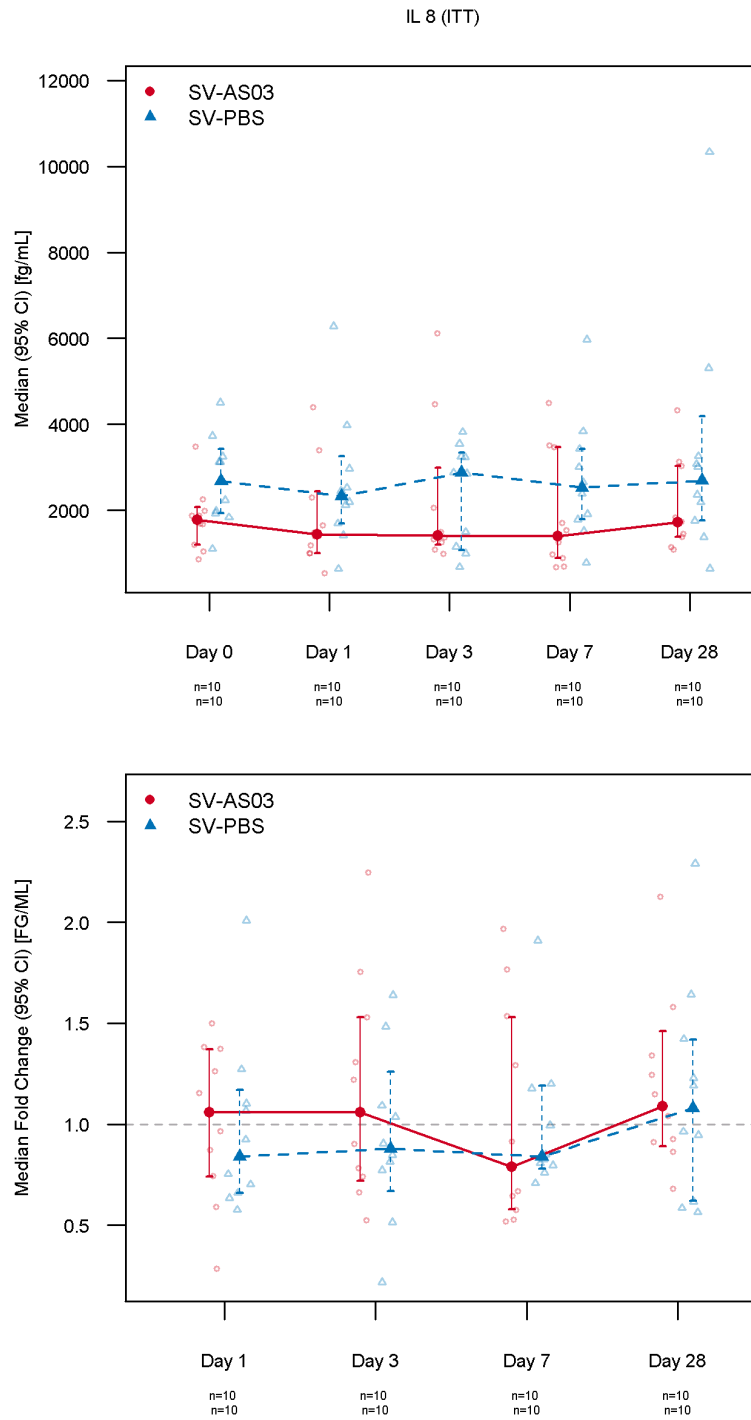 IL 8 (ITT)
SV-AS03
SV-PBS
Median (95% CI) [fg/mL]
12000
10000
8000
6000
4000
2000
Day 0 Day 1 Day 3 Day 7 Day 28
n=10 n=10 n=10 n=10 n=10
n=10 n=10 n=10 n=10 n=10
SV-AS03
SV-PBS
Median Fold Change (95% CI) [FG/ML]
2.5
2.0
1.5
1.0
0.5
Day 1 Day 3 Day 7 Day 28
n=10 n=10 n=10 n=10
n=10 n=10 n=10 n=10